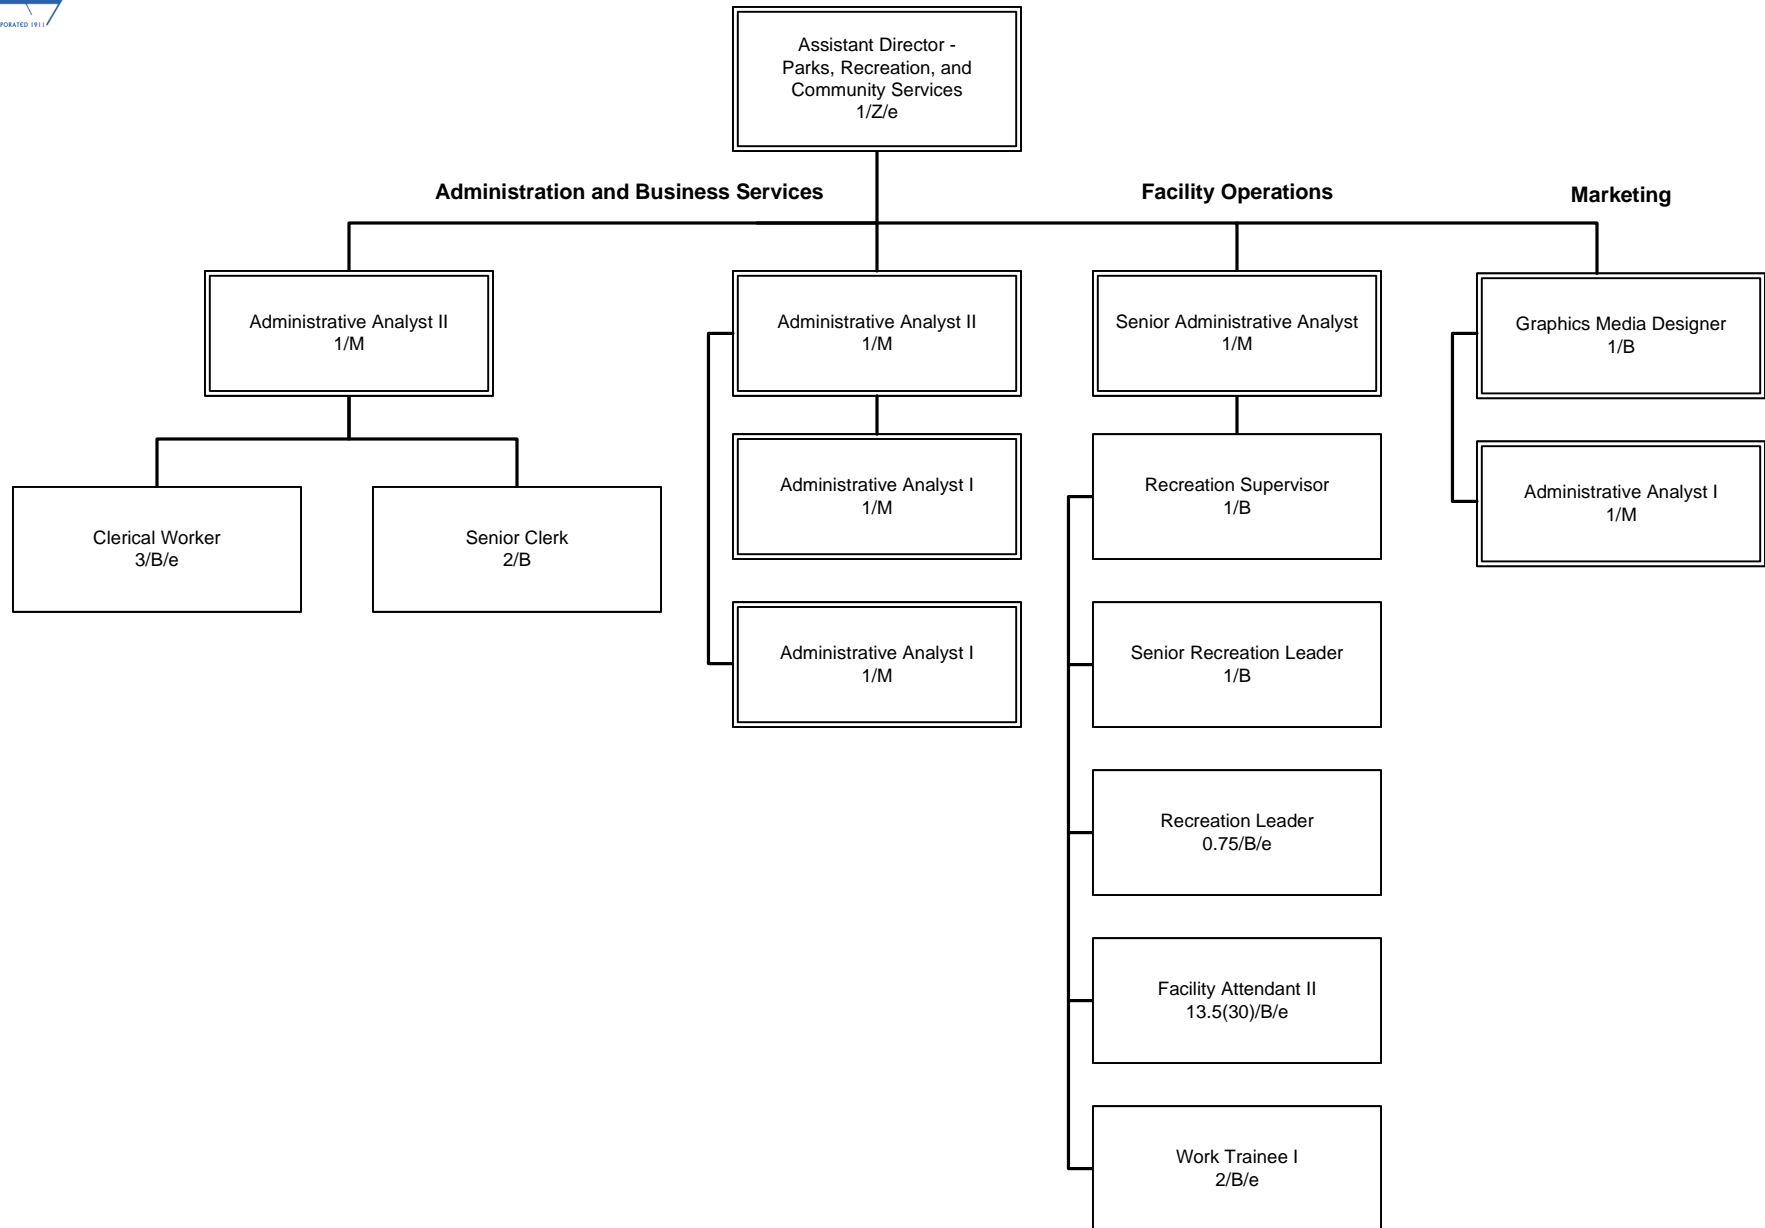 PORATED 1911
Assistant Director -
Parks, Recreation, and
Community Services
1/Z/e
Administration and Business Services
Facility Operations
Marketing
Administrative Analyst II
1/M
Administrative Analyst II
1/M
Senior Administrative Analyst
1/M
Graphics Media Designer
1/B
Clerical Worker
3/B/e
Senior Clerk
2/B
Administrative Analyst I
1/M
Recreation Supervisor
1/B
Administrative Analyst I
1/M
Administrative Analyst I
1/M
Senior Recreation Leader
1/B
Recreation Leader
0.75/B/e
Facility Attendant II
13.5(30)/B/e
Work Trainee I
2/B/e